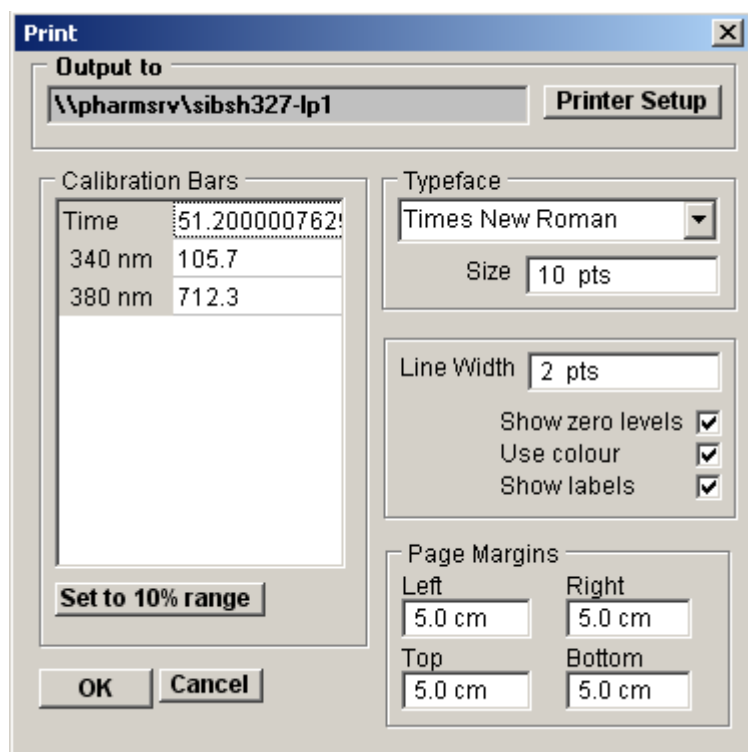 Print
Output to
\\pharmsrv\sibsh327-lp1
Printer Setup
Calibration Bars
Time 51.2000007629
340 nm 105.7
380 nm 712.3
Set to 10% range
OK
Cancel
Typeface
Times New Roman
Size 10 pts
Line Width 2 pts
Show zero levels
Use colour
Show labels
Page Margins
Left Right
5.0 cm 5.0 cm
Top Bottom
5.0 cm 5.0 cm